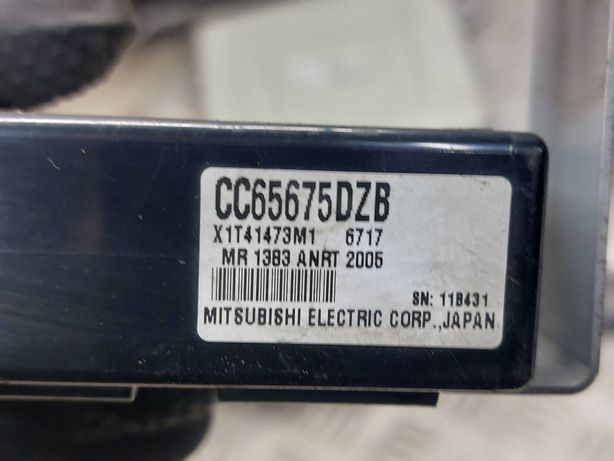 CC65675DZB
X1T41473M1 6717
MR 1383 ANRT 2005
SN: 11B431
MITSUBISHI ELECTRIC CORP.,JAPAN